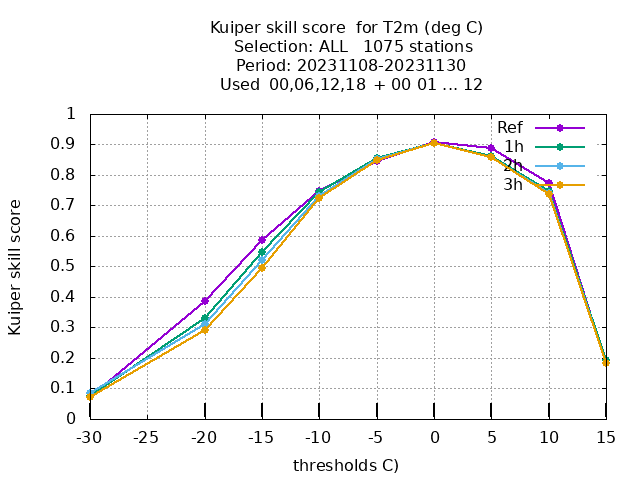 Kuiper skill score  for T2m (deg C)
Selection: ALL   1075 stations
Period: 20231108-20231130
Used  00,06,12,18  + 00 01 ... 12
Ref
1h
2h
3h
1
0.9
0.8
0.7
0.6
0.5
0.4
0.3
0.2
0.1
0
Kuiper skill score
-30 -25 -20 -15 -10 -5 0 5 10 15
thresholds C)